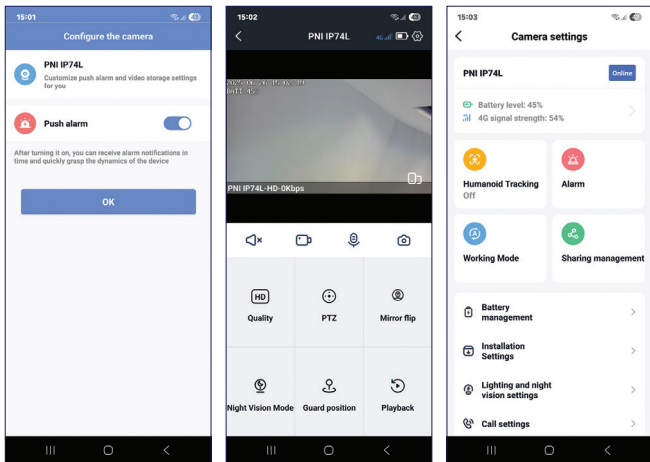 15:01
Configure the camera
PNI IP74L
Customize push alarm and video storage settings
for you
Push alarm
After turning it on, you can receive alarm notifications in
time and quickly grasp the dynamics of the device
OK
15:02
PNI IP74L
4G
BATT 45%
PNI IP74L-HD-0Kbps
HD
Quality
PTZ
Mirror flip
Night Vision Mode
Guard position
Playback
15:03
Camera settings
PNI IP74L
Online
Battery level: 45%
4G signal strength: 54%
Humanoid Tracking
Off
Alarm
Working Mode
Sharing management
Battery
management
Installation
Settings
Lighting and night
vision settings
Call settings